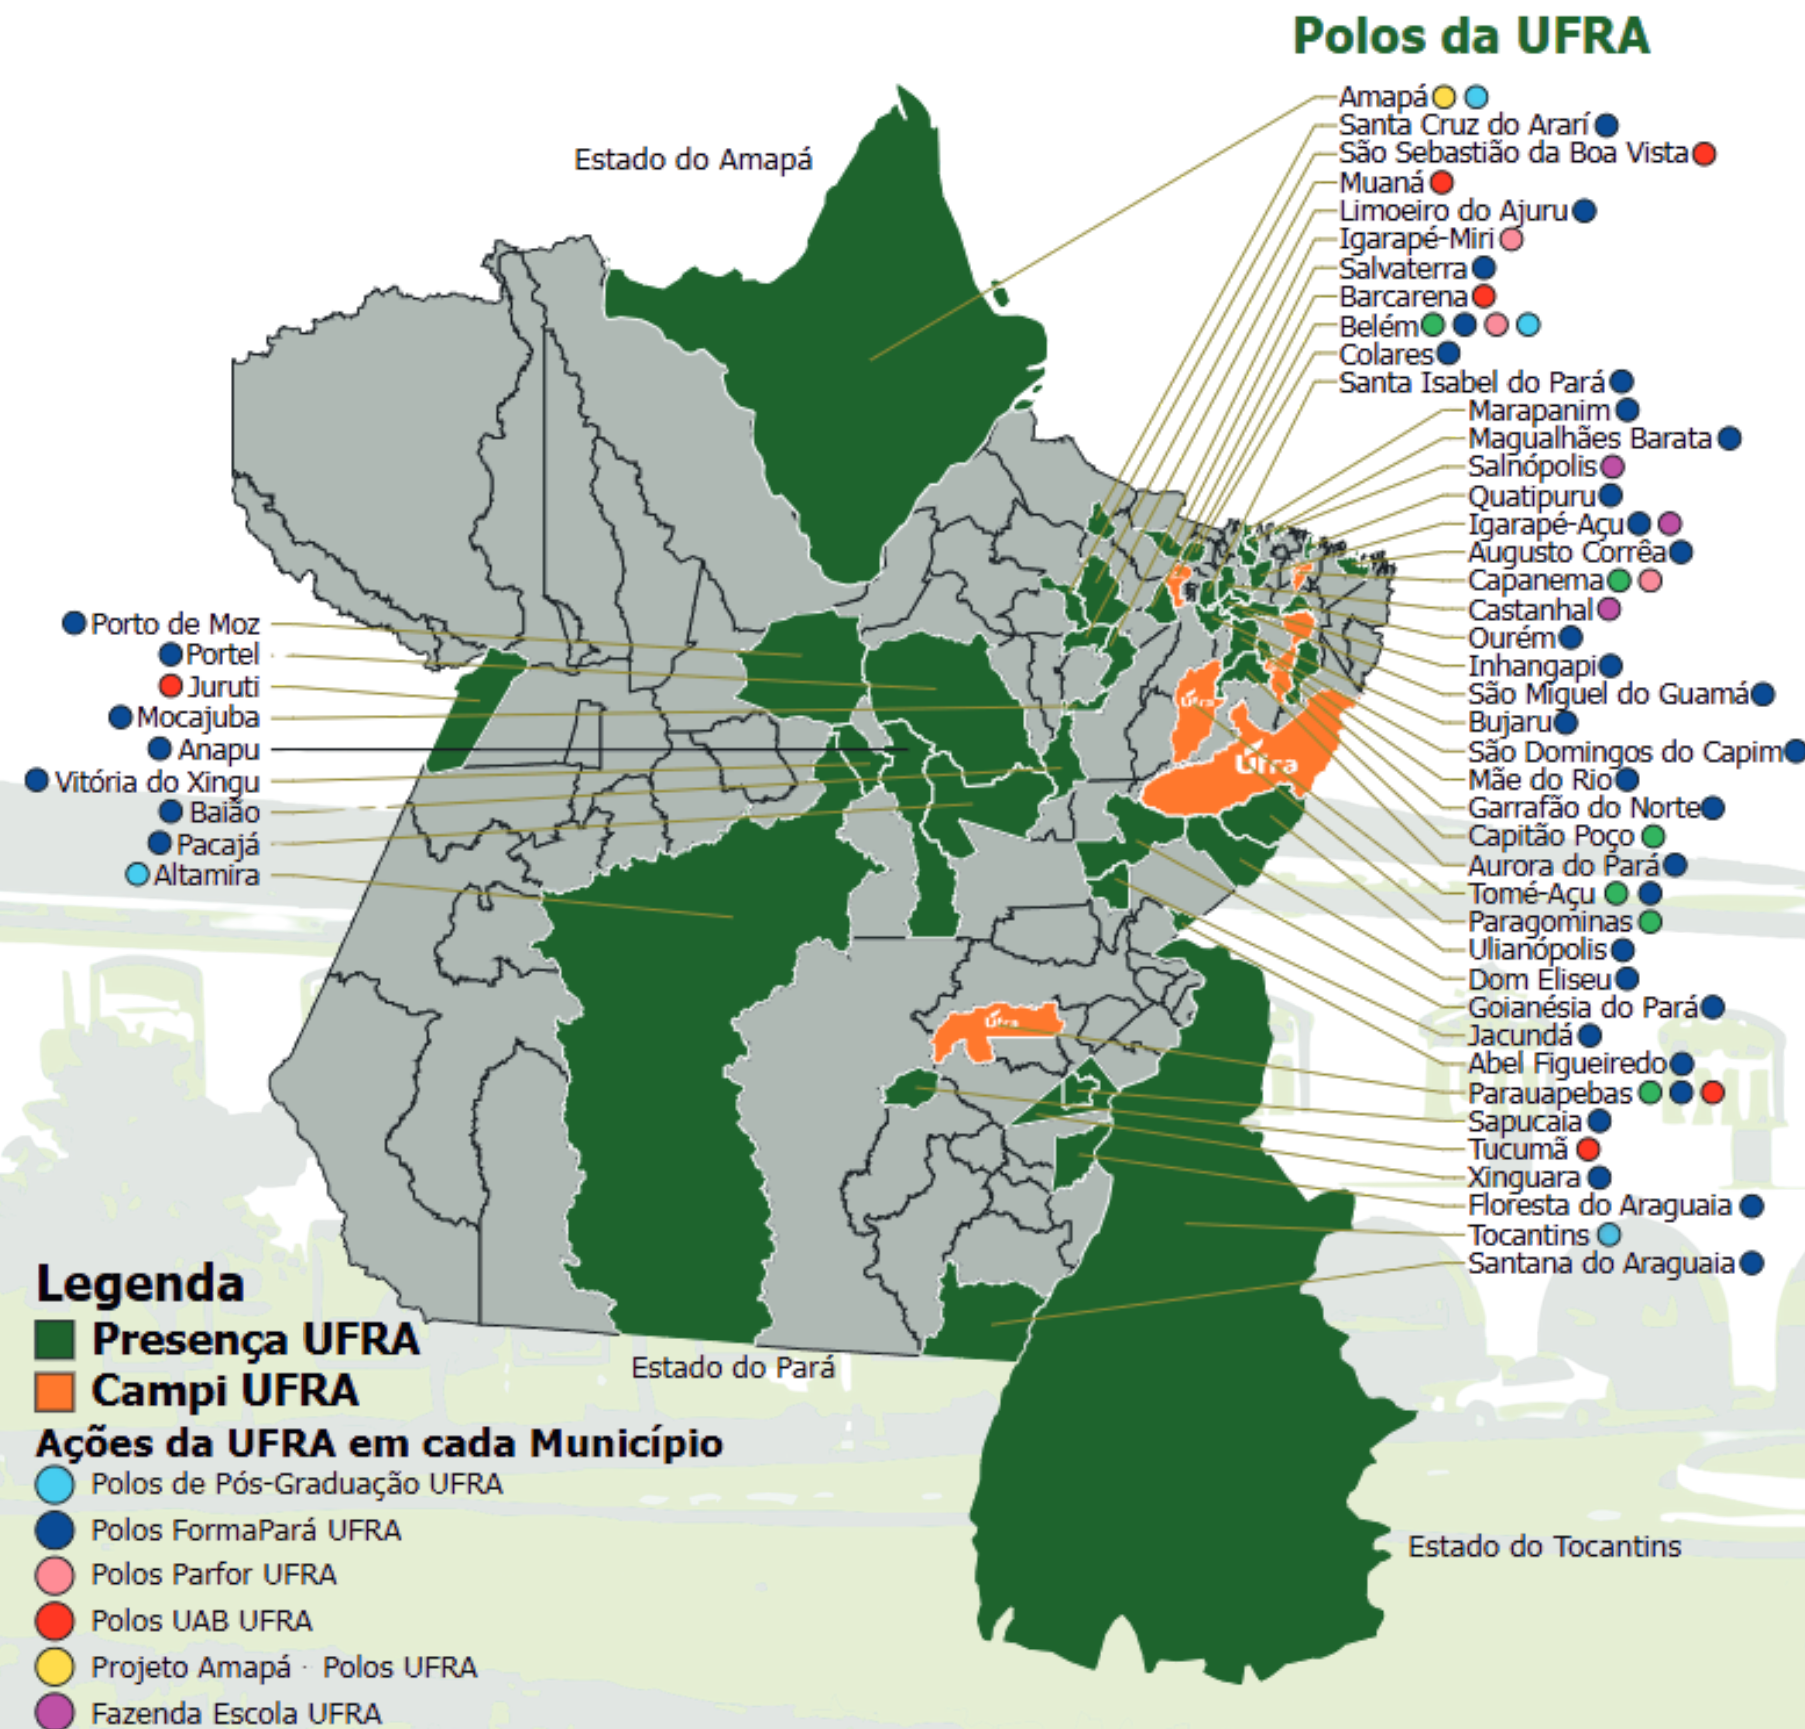 Polos da UFRA
Estado do Amapá
Amapá
Santa Cruz do Ararí
São Sebastião da Boa Vista
Muaná
Limoeiro do Ajuru
Igarapé-Miri
Salvaterra
Barcarena
Belém
Colares
Santa Isabel do Pará
Marapanim
Magualhães Barata
Salnópolis
Quatipuru
Igarapé-Açu
Augusto Corrêa
Capanema
Castanhal
Ourém
Inhangapi
São Miguel do Guamá
Bujaru
São Domingos do Capim
Mãe do Rio
Garrafão do Norte
Capitão Poço
Aurora do Pará
Tomé-Açu
Paragominas
Ulianópolis
Dom Eliseu
Goianésia do Pará
Jacundá
Abel Figueiredo
Parauapebas
Sapucaia
Tucumã
Xinguara
Floresta do Araguaia
Tocantins
Santana do Araguaia
Porto de Moz
Portel
Juruti
Mocajuba
Anapu
Vitória do Xingu
Baião
Pacajá
Altamira
Ufra
Ufra
Ufra
Estado do Pará
Estado do Tocantins
Legenda
Presença UFRA
Campi UFRA
Ações da UFRA em cada Município
Polos de Pós-Graduação UFRA
Polos FormaPará UFRA
Polos Parfor UFRA
Polos UAB UFRA
Projeto Amapá - Polos UFRA
Fazenda Escola UFRA